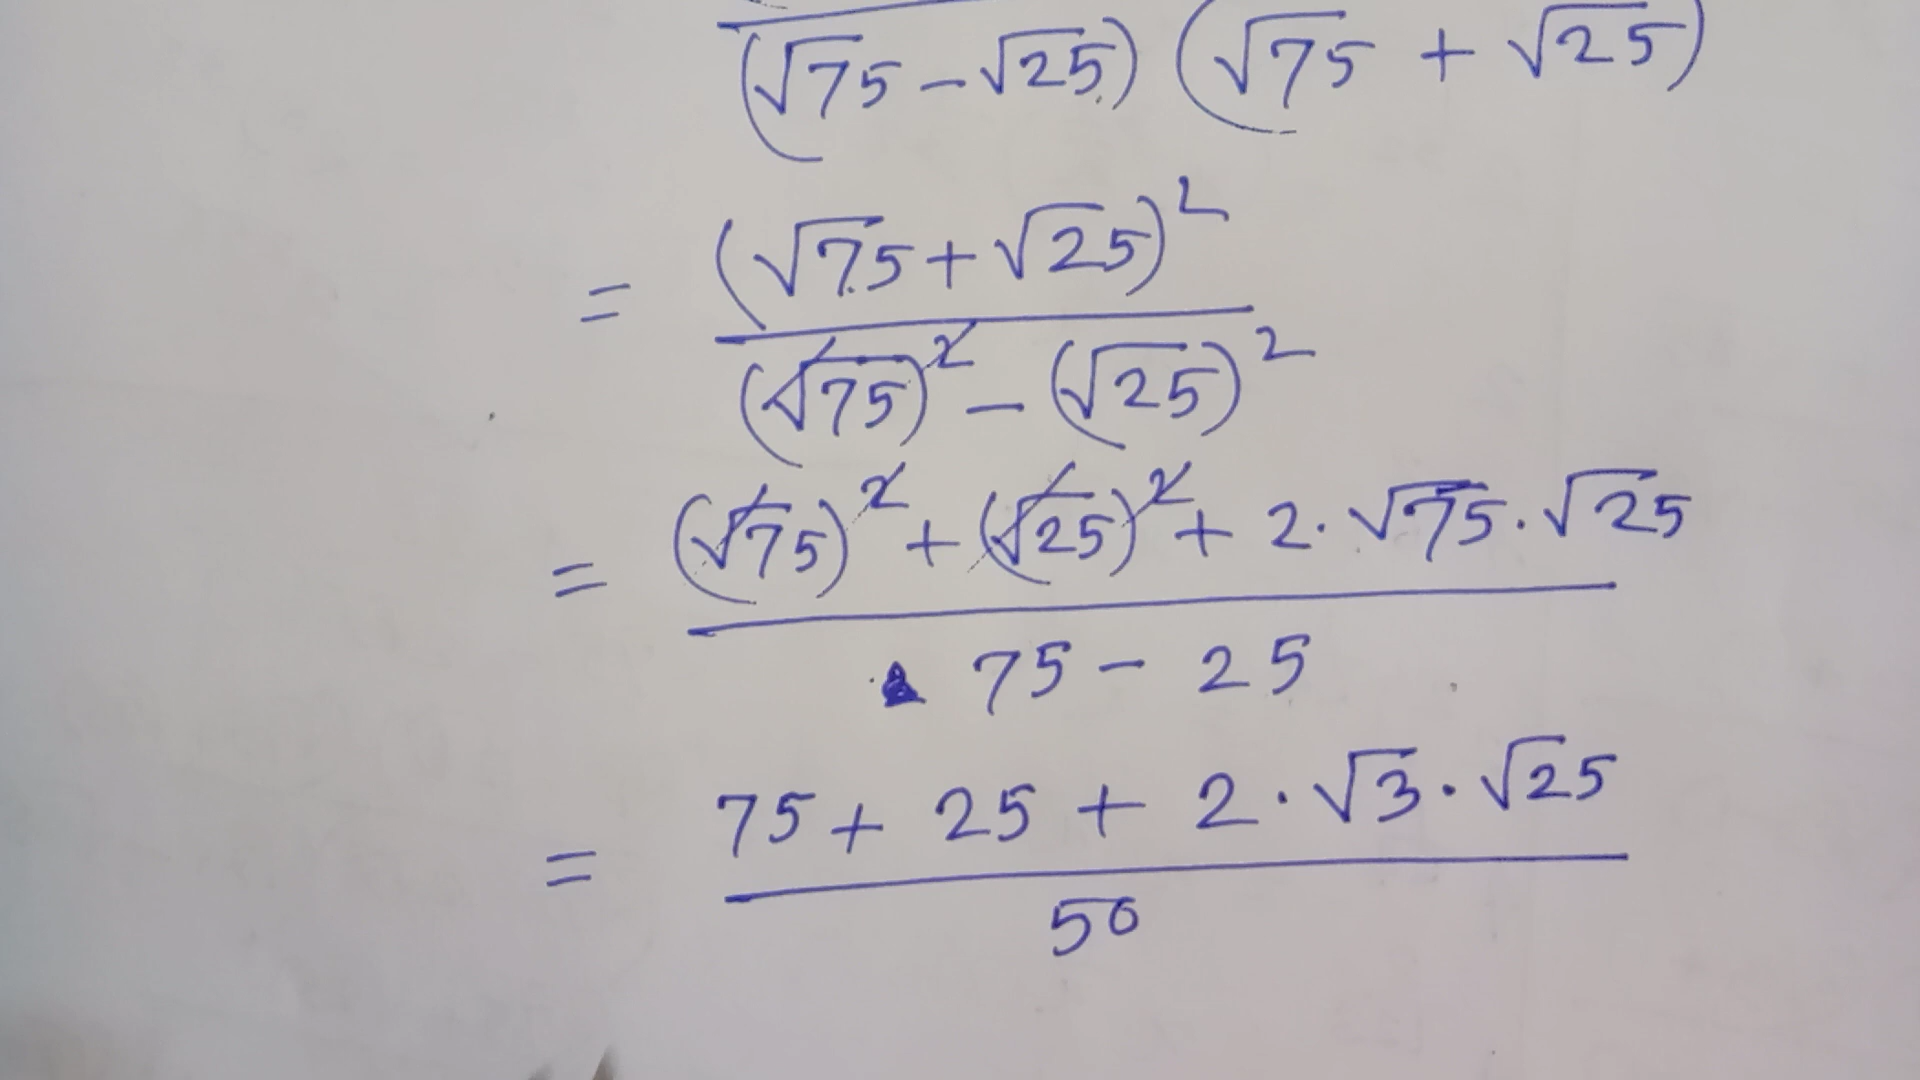 (√75 - √25) (√75 + √25)
= (√75 + √25)²
(√75)² - (√25)²
= (√75)² + (√25)² + 2. √75. √25
75 - 25
= 75 + 25 + 2. √3. √25
50